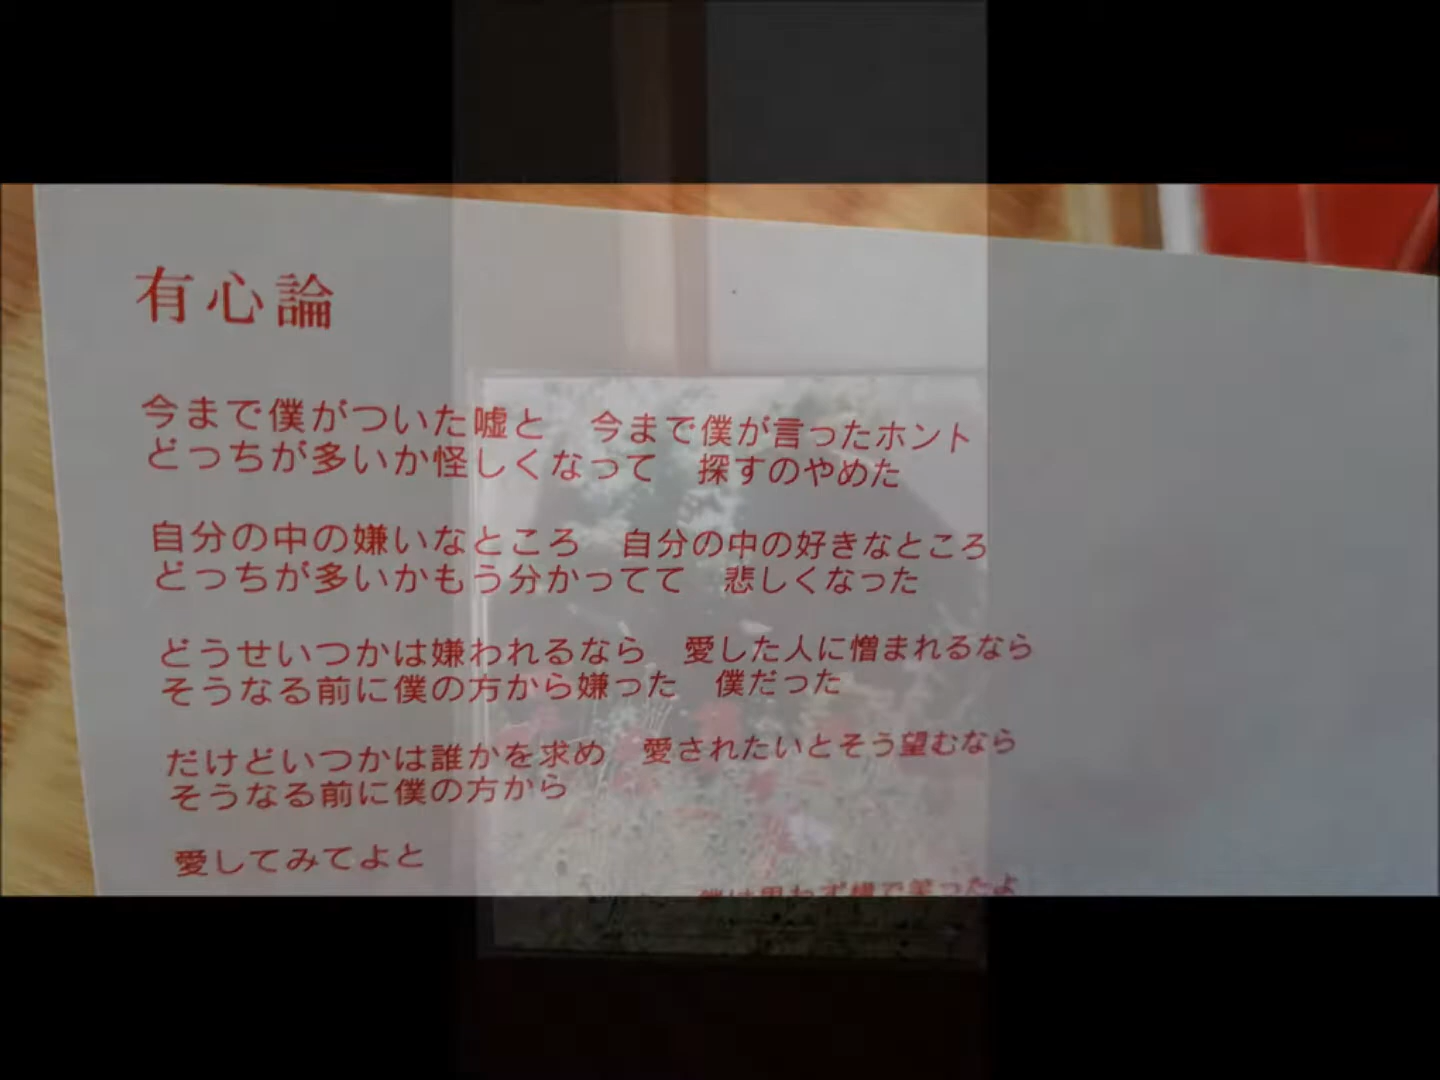 有心論
今まで僕がついた嘘と　今まで僕が言ったホント
どっちが多いか怪しくなって　探すのやめた
自分の中の嫌いなところ　自分の中の好きなところ
どっちが多いかもう分かってて　悲しくなった
どうせいつかは嫌われるなら　愛した人に憎まれるなら
そうなる前に僕の方から嫌った　僕だった
だけどいつかは誰かを求め　愛されたいとそう望むなら
そうなる前に僕の方から
愛してみてよと